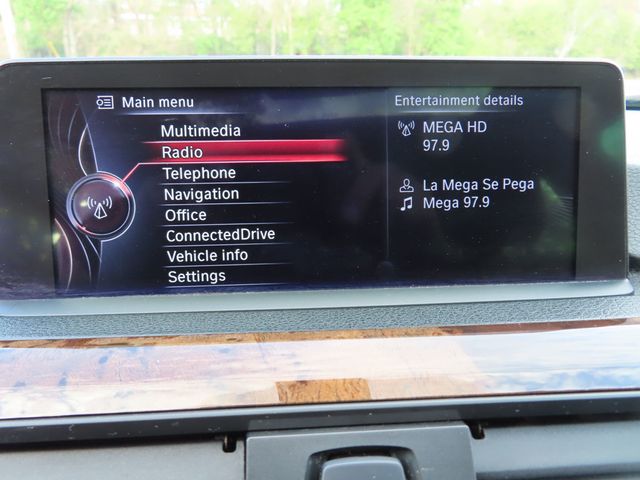 Main menu
Multimedia
Radio
Telephone
Navigation
Office
ConnectedDrive
Vehicle info
Settings
Entertainment details
MEGA HD
97.9
La Mega Se Pega
Mega 97.9